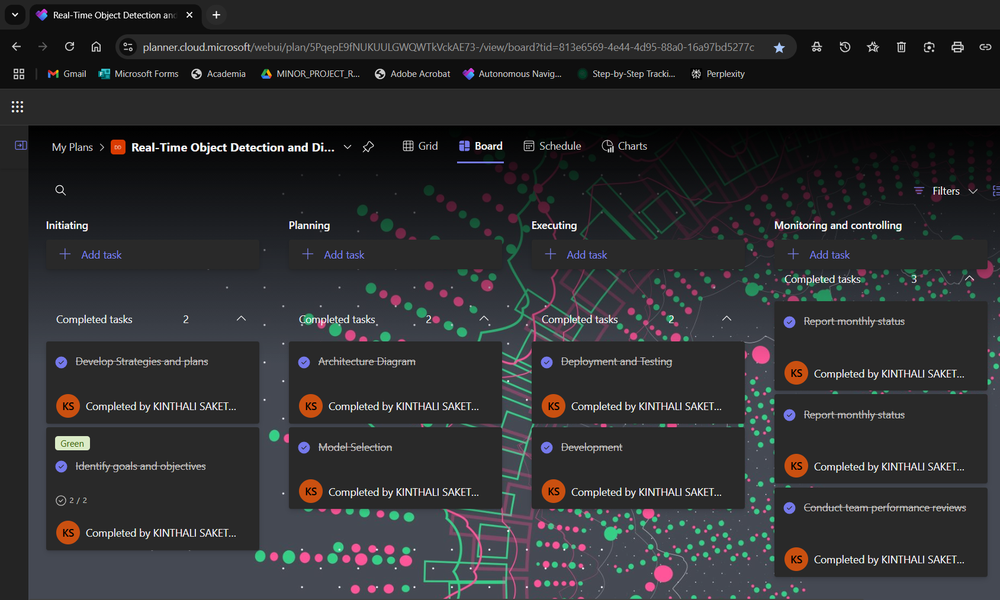 Real-Time Object Detection and
planner.cloud.microsoft/webui/plan/5PqepE9fNUKUULGWQWTkVckAE73-/view/board?tid=813e6569-4e44-4d95-88a0-16a97bd5277c
Gmail Microsoft Forms Academia MINOR_PROJECT_R... Adobe Acrobat Autonomous Navig... Step-by-Step Tracki... Perplexity
My Plans DD Real-Time Object Detection and Di... Grid Board Schedule Charts
Filters
Initiating
Add task
Completed tasks 2
Develop Strategies and plans
KS Completed by KINTHALI SAKET...
Green
Identify goals and objectives
2 / 2
KS Completed by KINTHALI SAKET...
Planning
Add task
Completed tasks 2
Architecture Diagram
KS Completed by KINTHALI SAKET...
Model Selection
KS Completed by KINTHALI SAKET...
Executing
Add task
Completed tasks 2
Deployment and Testing
KS Completed by KINTHALI SAKET...
Development
KS Completed by KINTHALI SAKET...
Monitoring and controlling
Add task
Completed tasks 3
Report monthly status
KS Completed by KINTHALI SAKET...
Report monthly status
KS Completed by KINTHALI SAKET...
Conduct team performance reviews
KS Completed by KINTHALI SAKET...